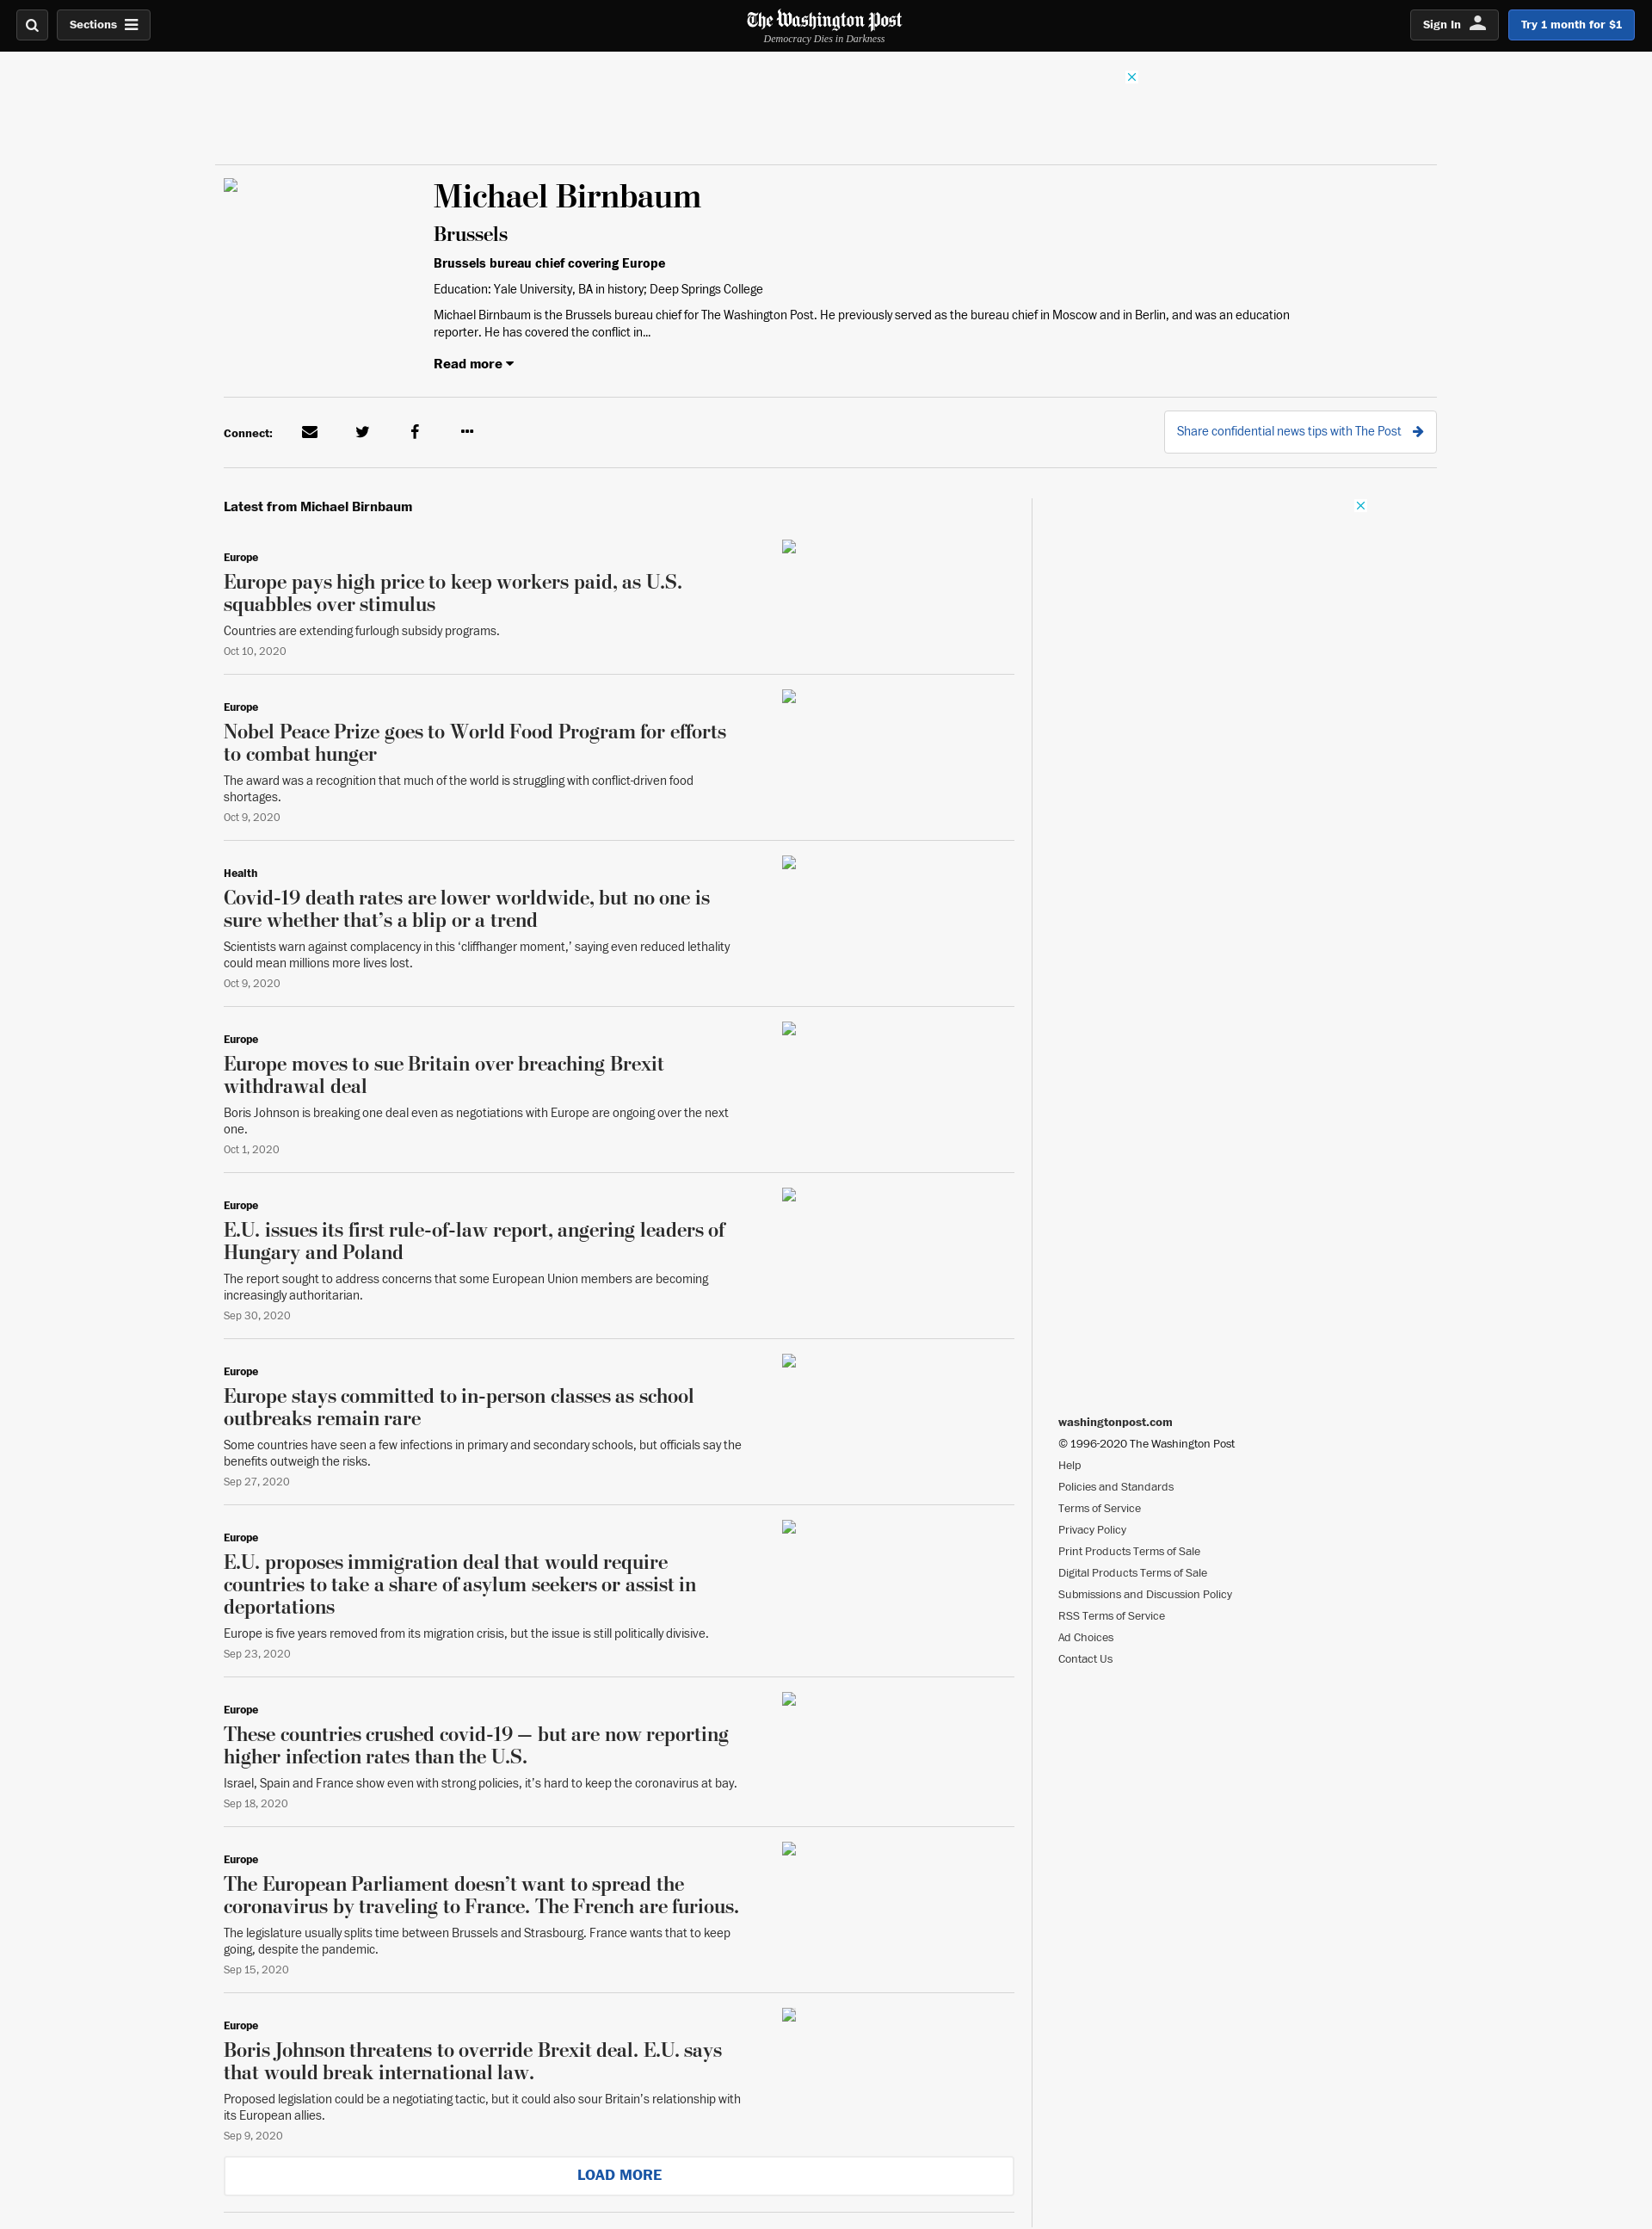 Sections
The Washington Post
Democracy Dies in Darkness
Sign In
Try 1 month for $1
Michael Birnbaum
Brussels
Brussels bureau chief covering Europe
Education: Yale University, BA in history; Deep Springs College
Michael Birnbaum is the Brussels bureau chief for The Washington Post. He previously served as the bureau chief in Moscow and in Berlin, and was an education
reporter. He has covered the conflict in...
Read more
Connect:
Share confidential news tips with The Post
Latest from Michael Birnbaum
Europe
Europe pays high price to keep workers paid, as U.S.
squabbles over stimulus
Countries are extending furlough subsidy programs.
Oct 10, 2020
Europe
Nobel Peace Prize goes to World Food Program for efforts
to combat hunger
The award was a recognition that much of the world is struggling with conflict-driven food
shortages.
Oct 9, 2020
Health
Covid-19 death rates are lower worldwide, but no one is
sure whether that’s a blip or a trend
Scientists warn against complacency in this ‘cliffhanger moment,’ saying even reduced lethality
could mean millions more lives lost.
Oct 9, 2020
Europe
Europe moves to sue Britain over breaching Brexit
withdrawal deal
Boris Johnson is breaking one deal even as negotiations with Europe are ongoing over the next
one.
Oct 1, 2020
Europe
E.U. issues its first rule-of-law report, angering leaders of
Hungary and Poland
The report sought to address concerns that some European Union members are becoming
increasingly authoritarian.
Sep 30, 2020
Europe
Europe stays committed to in-person classes as school
outbreaks remain rare
Some countries have seen a few infections in primary and secondary schools, but officials say the
benefits outweigh the risks.
Sep 27, 2020
Europe
E.U. proposes immigration deal that would require
countries to take a share of asylum seekers or assist in
deportations
Europe is five years removed from its migration crisis, but the issue is still politically divisive.
Sep 23, 2020
Europe
These countries crushed covid-19 — but are now reporting
higher infection rates than the U.S.
Israel, Spain and France show even with strong policies, it’s hard to keep the coronavirus at bay.
Sep 18, 2020
Europe
The European Parliament doesn’t want to spread the
coronavirus by traveling to France. The French are furious.
The legislature usually splits time between Brussels and Strasbourg. France wants that to keep
going, despite the pandemic.
Sep 15, 2020
Europe
Boris Johnson threatens to override Brexit deal. E.U. says
that would break international law.
Proposed legislation could be a negotiating tactic, but it could also sour Britain’s relationship with
its European allies.
Sep 9, 2020
LOAD MORE
washingtonpost.com
© 1996-2020 The Washington Post
Help
Policies and Standards
Terms of Service
Privacy Policy
Print Products Terms of Sale
Digital Products Terms of Sale
Submissions and Discussion Policy
RSS Terms of Service
Ad Choices
Contact Us